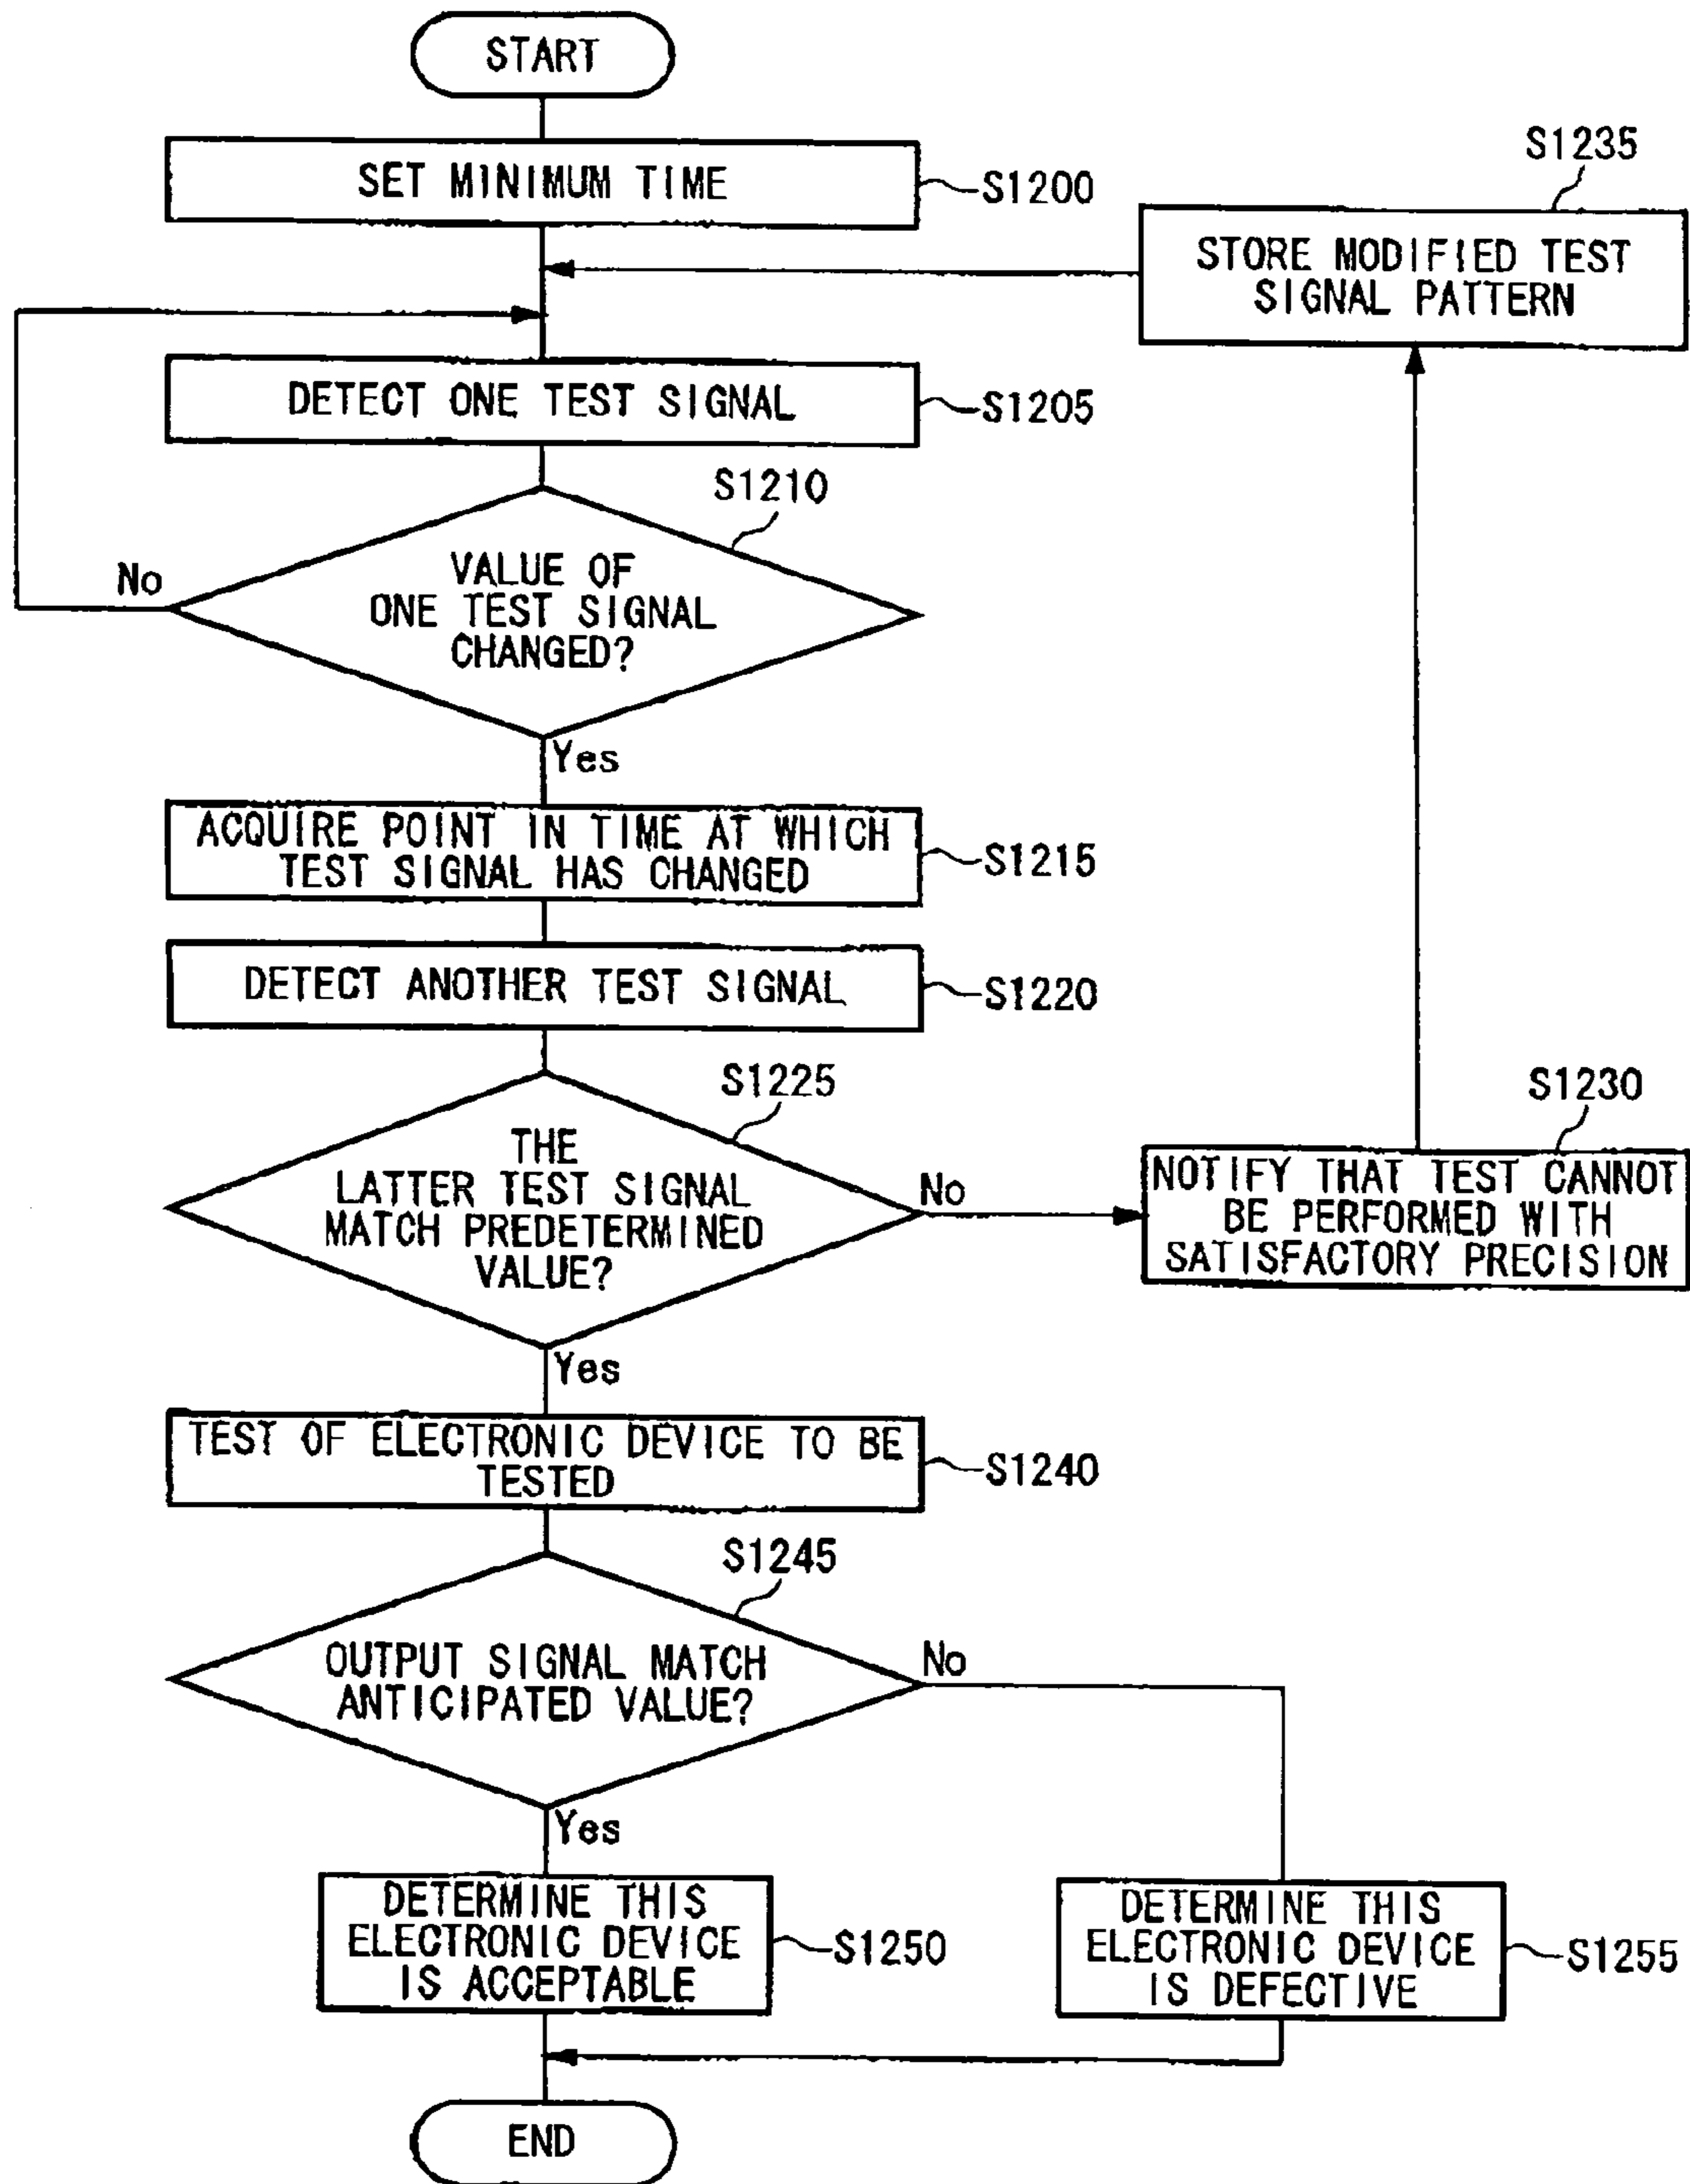 START
SET MINIMUM TIME
S1200
S1235
STORE MODIFIED TEST
SIGNAL PATTERN
DETECT ONE TEST SIGNAL
S1205
S1210
VALUE OF
ONE TEST SIGNAL
CHANGED?
No
Yes
ACQUIRE POINT IN TIME AT WHICH
TEST SIGNAL HAS CHANGED
S1215
DETECT ANOTHER TEST SIGNAL
S1220
S1225
THE
LATTER TEST SIGNAL
MATCH PREDETERMINED
VALUE?
No
Yes
S1230
NOTIFY THAT TEST CANNOT
BE PERFORMED WITH
SATISFACTORY PRECISION
TEST OF ELECTRONIC DEVICE TO BE
TESTED
S1240
S1245
OUTPUT SIGNAL MATCH
ANTICIPATED VALUE?
No
Yes
DETERMINE THIS
ELECTRONIC DEVICE
IS ACCEPTABLE
S1250
DETERMINE THIS
ELECTRONIC DEVICE
IS DEFECTIVE
S1255
END